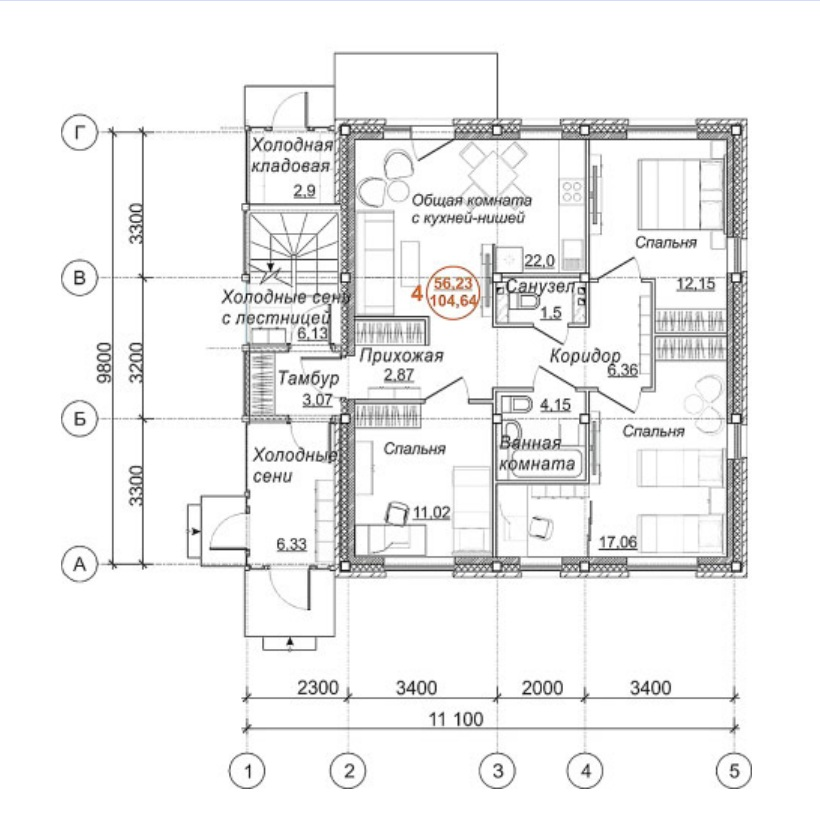 Г
Холодная
кладовая
2,9
Общая комната
с кухней-нишей
22,0
Спальня
12,15
3300
В
Холодные сени
с лестницей
6,13
4
56,23
104,64
Санузел
1,5
9800
3200
Прихожая
2,87
Коридор
6,36
Тамбур
3,07
Б
4,15
Ванная
комната
Спальня
Спальня
Холодные
сени
3300
11,02
6.33
17,06
А
2300
3400
2000
3400
11 100
1
2
3
4
5